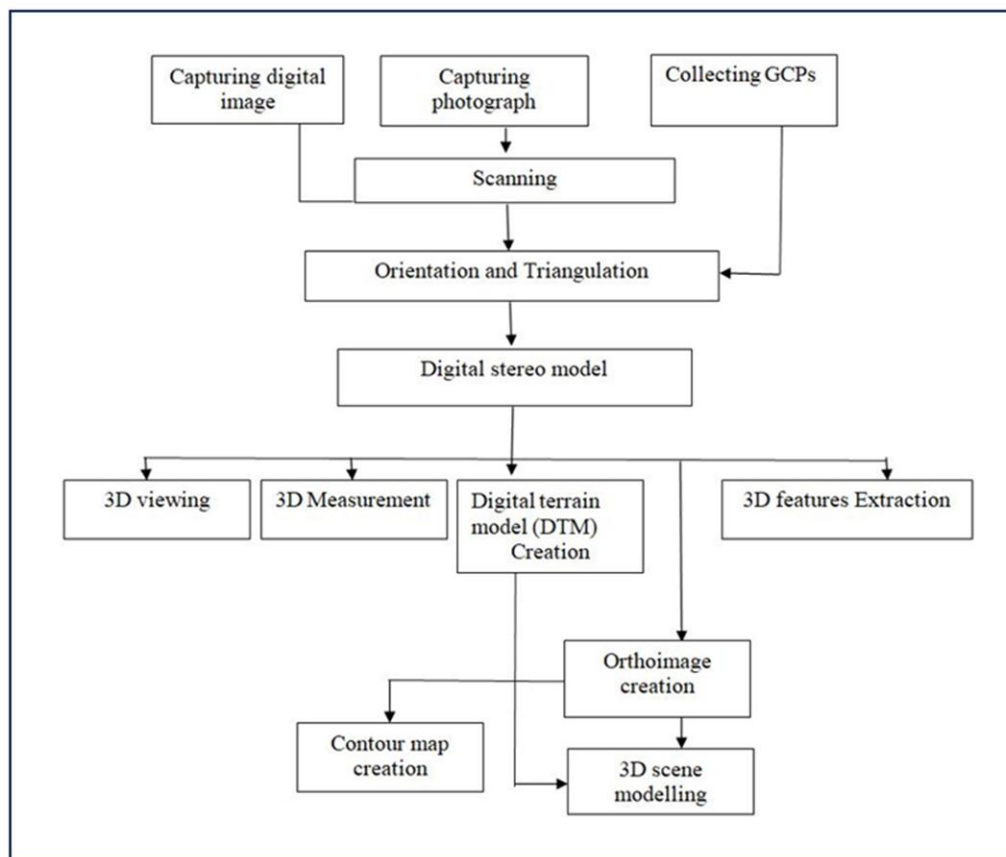 Capturing digital
image
Capturing
photograph
Collecting GCPs
Scanning
Orientation and Triangulation
Digital stereo model
3D viewing
3D Measurement
Digital terrain
model (DTM)
Creation
3D features Extraction
Orthoimage
creation
Contour map
creation
3D scene
modelling